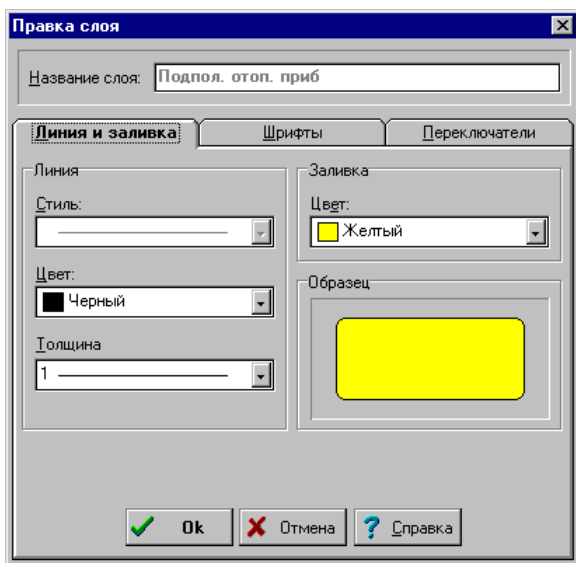 Правка слоя
Название слоя: Подпол. отоп. приб
Линия и заливка Шрифты Переключатели
Линия
Стиль:
Цвет:
Черный
Толщина
1
Заливка
Цвет:
Желтый
Образец
Ok Отмена ? Справка